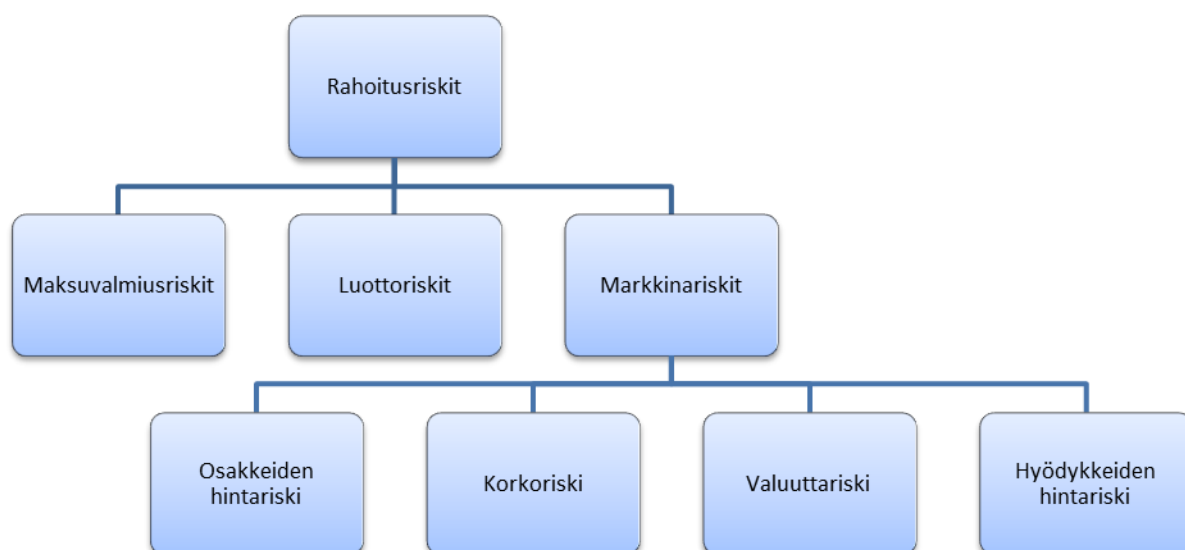 Rahoitusriskit
Maksuvalmiusriskit
Luottoriskit
Markkinariskit
Osakkeiden
hintariski
Korkoriski
Valuuttariski
Hyödykkeiden
hintariski